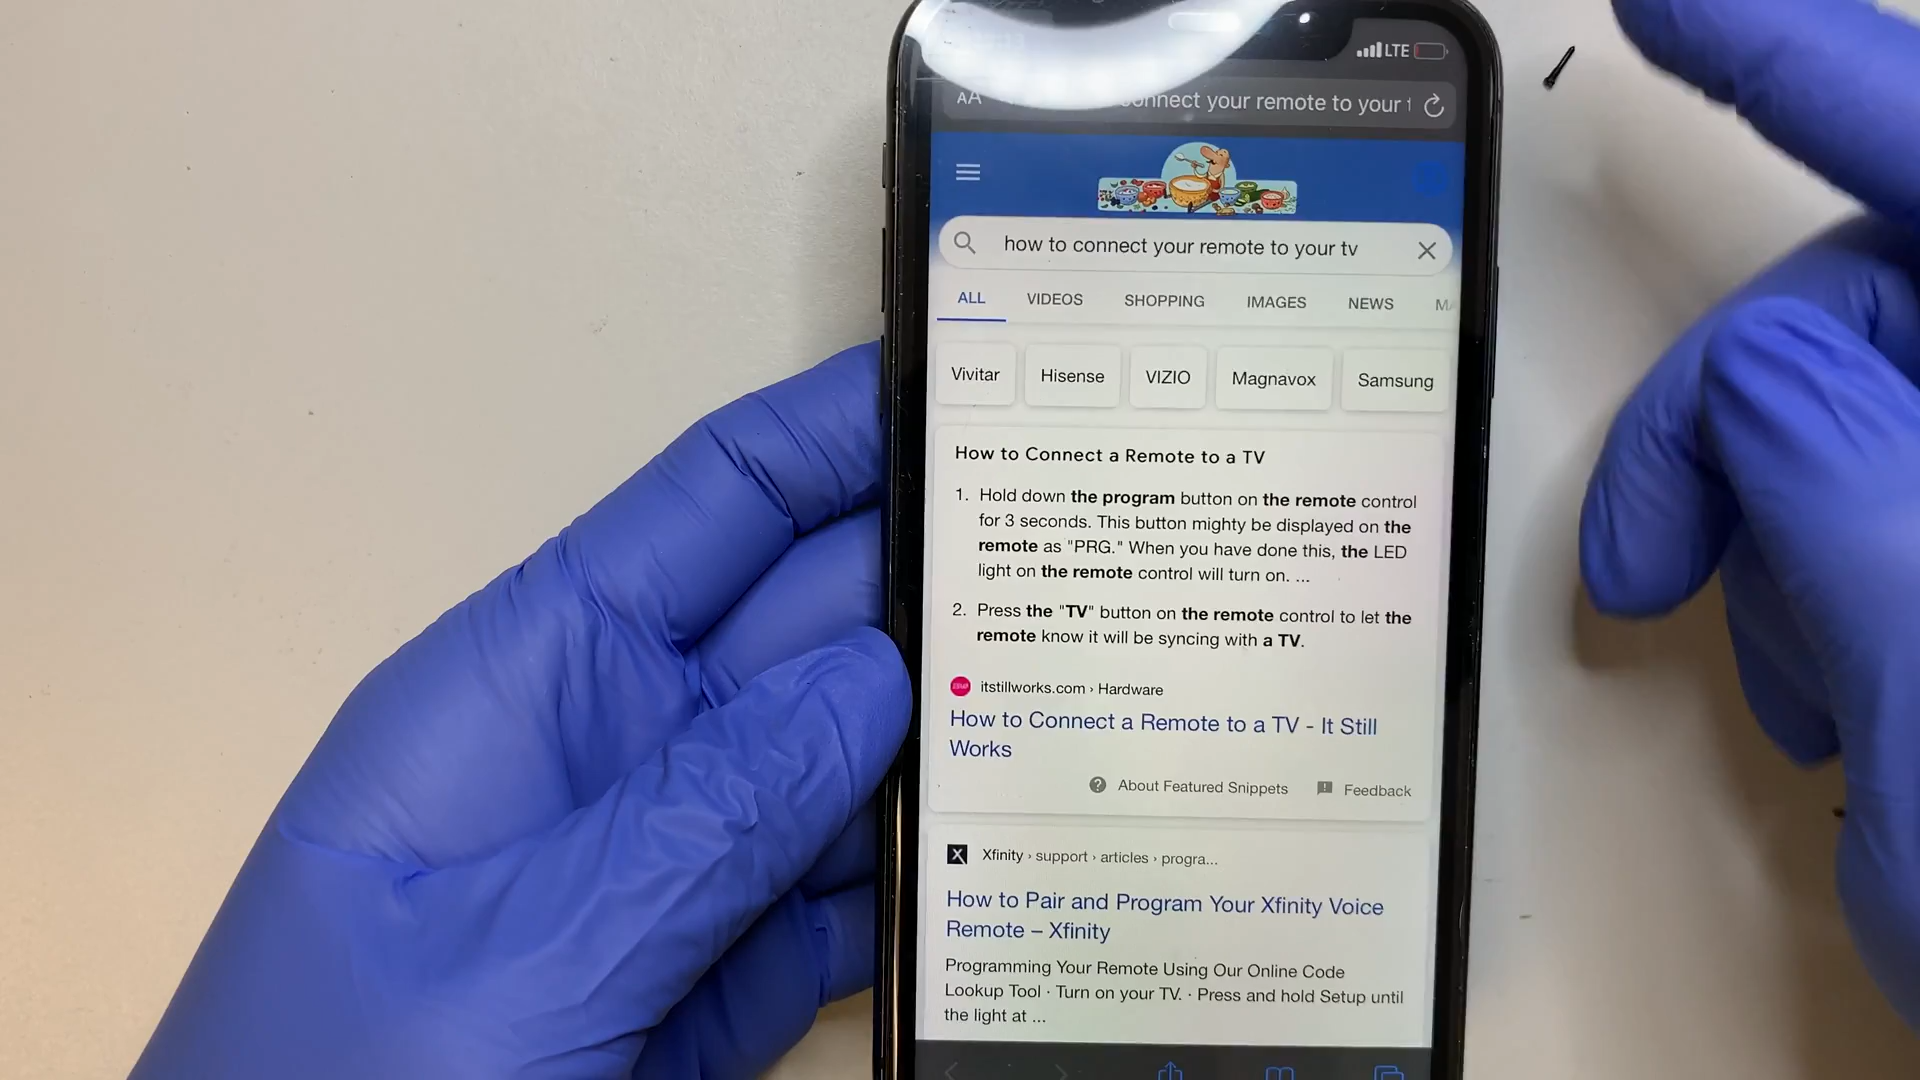 LTE
AA connect your remote to your t
how to connect your remote to your tv
ALL VIDEOS SHOPPING IMAGES NEWS
Vivitar Hisense VIZIO Magnavox Samsung
How to Connect a Remote to a TV
1. Hold down the program button on the remote control
for 3 seconds. This button mighty be displayed on the
remote as "PRG." When you have done this, the LED
light on the remote control will turn on. ...
2. Press the "TV" button on the remote control to let the
remote know it will be syncing with a TV.
itstillworks.com › Hardware
How to Connect a Remote to a TV - It Still
Works
About Featured Snippets Feedback
Xfinity › support › articles › progra...
How to Pair and Program Your Xfinity Voice
Remote – Xfinity
Programming Your Remote Using Our Online Code
Lookup Tool · Turn on your TV. · Press and hold Setup until
the light at ...